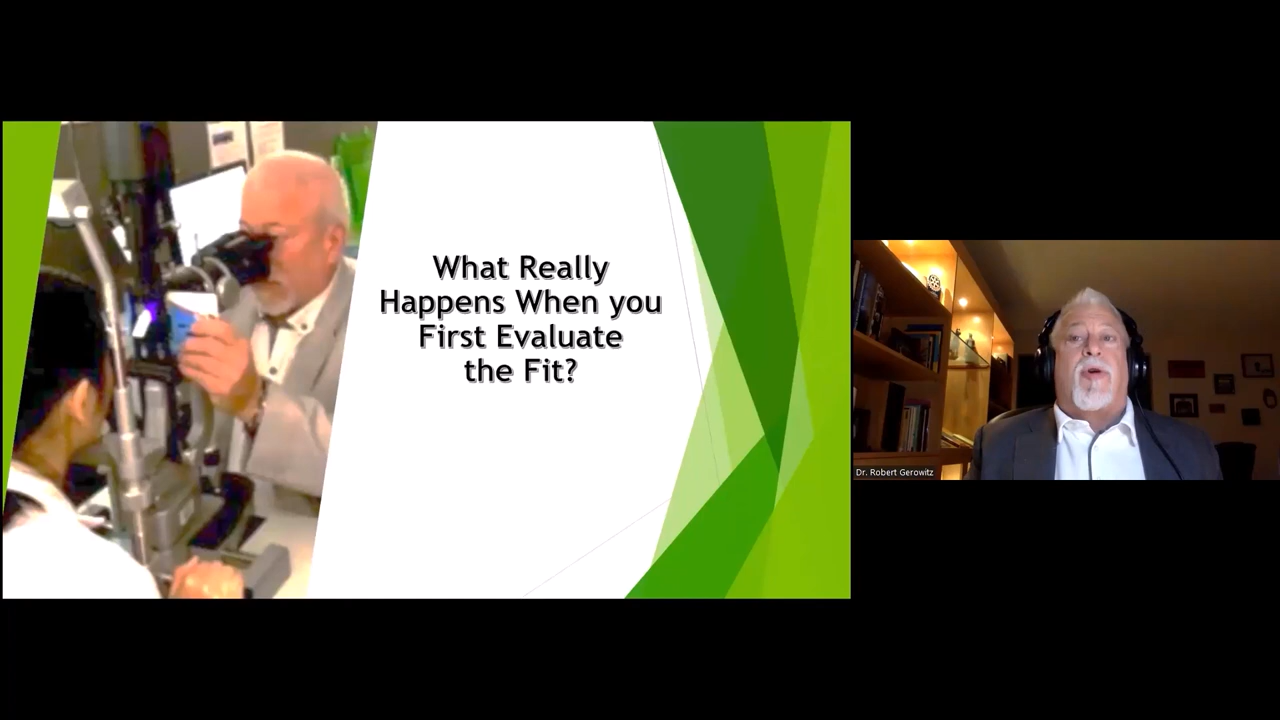 What Really
Happens When you
First Evaluate
the Fit?
Dr. Robert Gerowitz